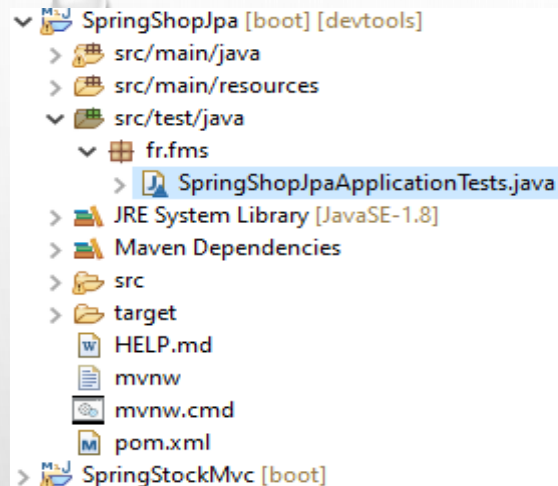 SpringShopJpa [boot] [devtools]
src/main/java
src/main/resources
src/test/java
fr.fms
SpringShopJpaApplicationTests.java
JRE System Library [JavaSE-1.8]
Maven Dependencies
src
target
HELP.md
mvnw
mvnw.cmd
pom.xml
SpringStockMvc [boot]